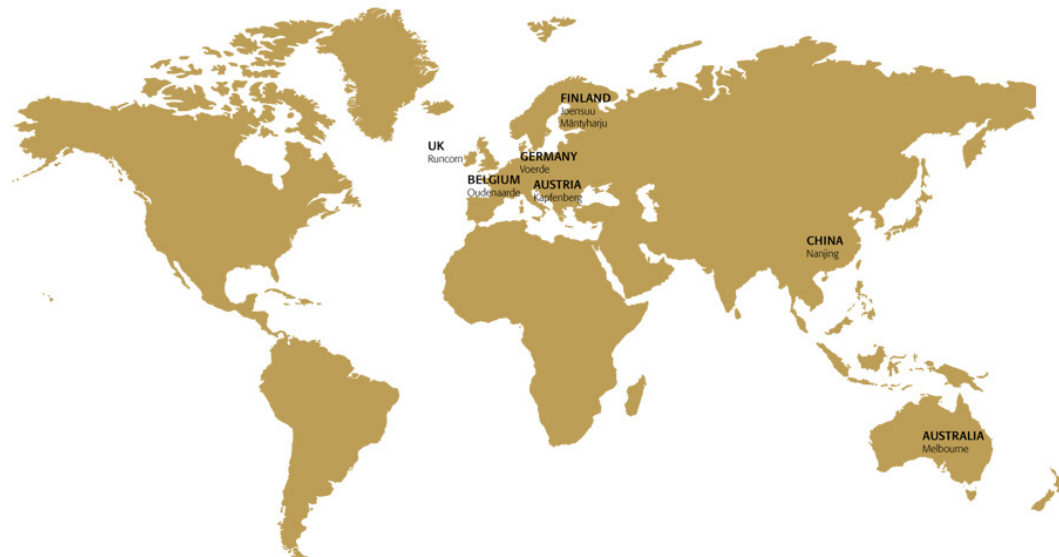 FINLAND
Joensuu
Mäntyharju
UK
Runcorn
GERMANY
Voerde
BELGIUM
Oudenaarde
AUSTRIA
Kapfenberg
CHINA
Nanjing
AUSTRALIA
Melbourne